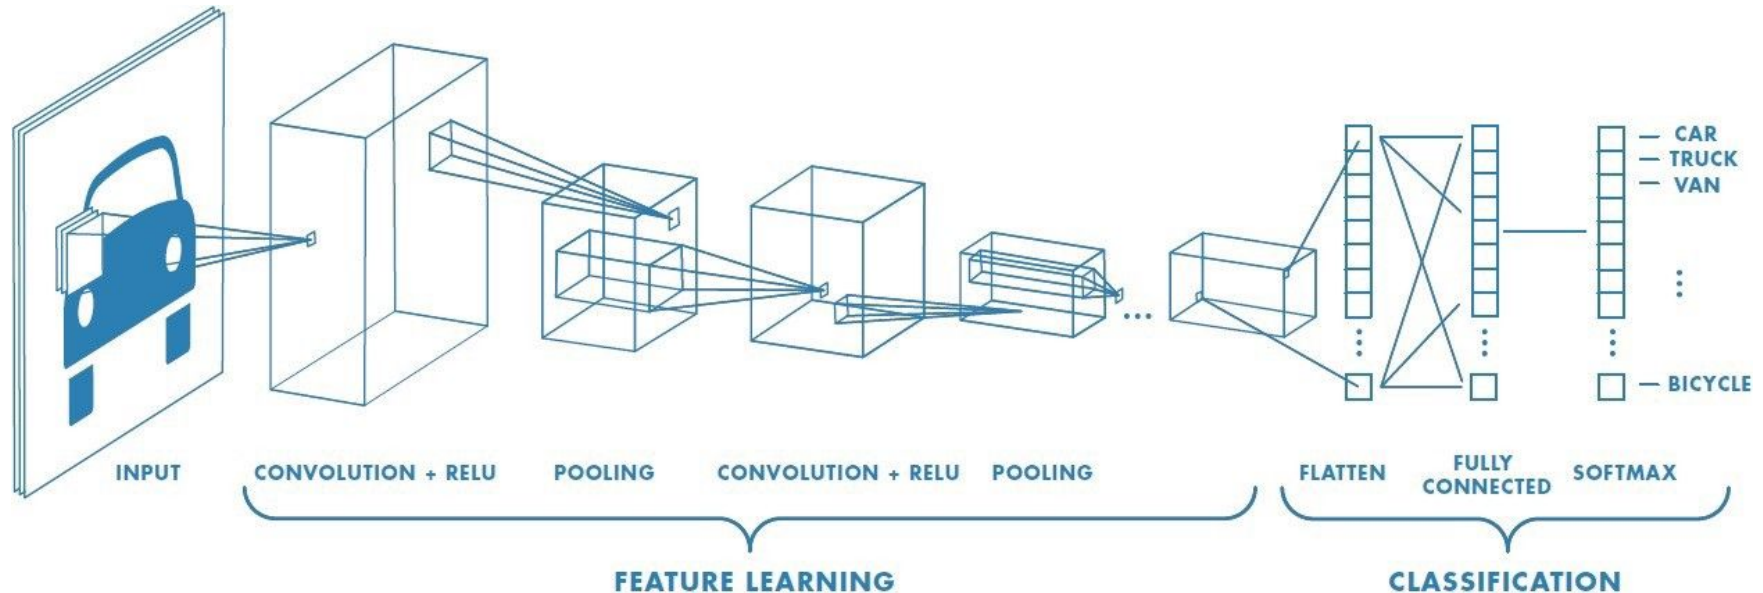 CAR
TRUCK
VAN
BICYCLE
INPUT
CONVOLUTION + RELU
POOLING
CONVOLUTION + RELU
POOLING
FLATTEN
FULLY
CONNECTED
SOFTMAX
FEATURE LEARNING
CLASSIFICATION